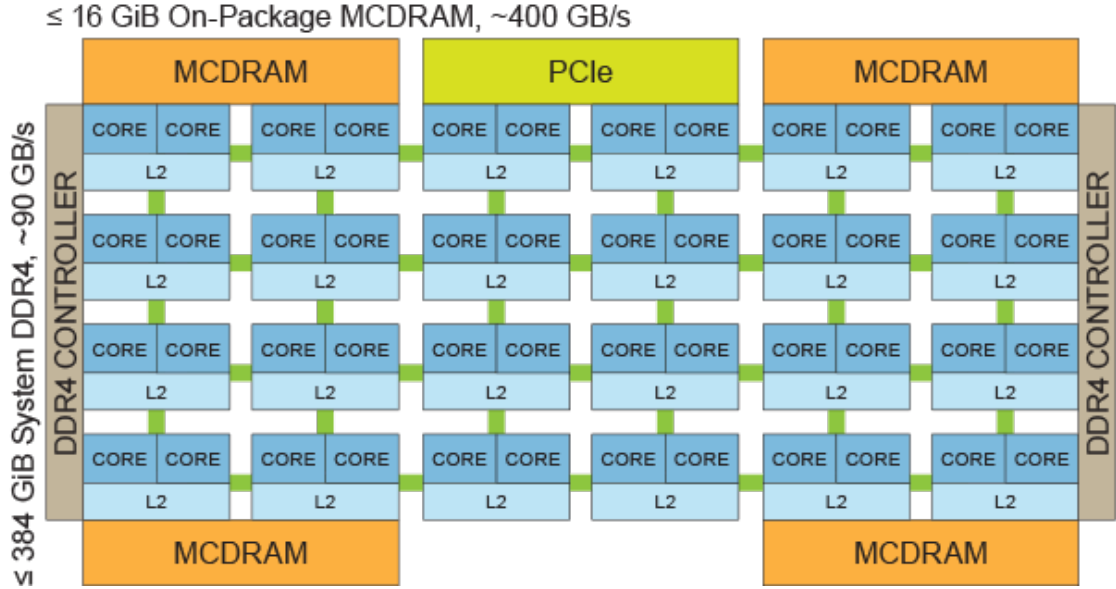 ≤ 16 GiB On-Package MCDRAM, ~400 GB/s
MCDRAM PCIe MCDRAM
≤ 384 GiB System DDR4, ~90 GB/s
DDR4 CONTROLLER
CORE CORE CORE CORE CORE CORE CORE CORE CORE CORE CORE CORE
L2 L2 L2 L2 L2 L2
CORE CORE CORE CORE CORE CORE CORE CORE CORE CORE CORE CORE
L2 L2 L2 L2 L2 L2
CORE CORE CORE CORE CORE CORE CORE CORE CORE CORE CORE CORE
L2 L2 L2 L2 L2 L2
CORE CORE CORE CORE CORE CORE CORE CORE CORE CORE CORE CORE
L2 L2 L2 L2 L2 L2
DDR4 CONTROLLER
MCDRAM MCDRAM